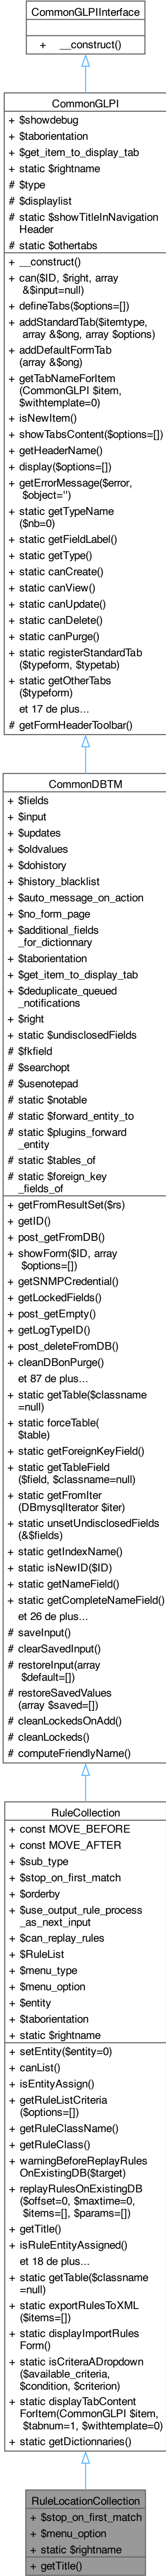 CommonGLPIInterface
+ __construct()
CommonGLPI
+ $showdebug
+ $taborientation
+ $get_item_to_display_tab
+ static $rightname
# $type
# $displaylist
# static $showTitleInNavigation
Header
# static $othertabs
+ __construct()
+ can($ID, $right, array
&$input=null)
+ defineTabs($options=[])
+ addStandardTab($itemtype,
array &$ong, array $options)
+ addDefaultFormTab
(array &$ong)
+ getTabNameForItem
(CommonGLPI $item,
$withtemplate=0)
+ isNewItem()
+ showTabsContent($options=[])
+ getHeaderName()
+ display($options=[])
+ getErrorMessage($error,
$object='')
+ static getTypeName
($nb=0)
+ static getFieldLabel()
+ static getType()
+ static canCreate()
+ static canView()
+ static canUpdate()
+ static canDelete()
+ static canPurge()
+ static registerStandardTab
($typeform, $typetab)
+ static getOtherTabs
($typeform)
et 17 de plus...
# getFormHeaderToolbar()
CommonDBTM
+ $fields
+ $input
+ $updates
+ $oldvalues
+ $dohistory
+ $history_blacklist
+ $auto_message_on_action
+ $no_form_page
+ $additional_fields
_for_dictionnary
+ $taborientation
+ $get_item_to_display_tab
+ $deduplicate_queued
_notifications
+ $right
+ static $undisclosedFields
# $fkfield
# $searchopt
# $usenotepad
# static $notable
# static $forward_entity_to
# static $plugins_forward
_entity
# static $tables_of
# static $foreign_key
_fields_of
+ getFromResultSet($rs)
+ getID()
+ post_getFromDB()
+ showForm($ID, array
$options=[])
+ getSNMPCredential()
+ getLockedFields()
+ post_getEmpty()
+ getLogTypeID()
+ post_deleteFromDB()
+ cleanDBonPurge()
et 87 de plus...
+ static getTable($classname
=null)
+ static forceTable(
$table)
+ static getForeignKeyField()
+ static getTableField
($field, $classname=null)
+ static getFromIter
(DBmysqlIterator $iter)
+ static unsetUndisclosedFields
(&$fields)
+ static getIndexName()
+ static isNewID($ID)
+ static getNameField()
+ static getCompleteNameField()
et 26 de plus...
# saveInput()
# clearSavedInput()
# restoreInput(array
$default=[])
# restoreSavedValues
(array $saved=[])
# cleanLockedsOnAdd()
# cleanLockeds()
# computeFriendlyName()
RuleCollection
+ const MOVE_BEFORE
+ const MOVE_AFTER
+ $sub_type
+ $stop_on_first_match
+ $orderby
+ $use_output_rule_process
_as_next_input
+ $can_replay_rules
+ $RuleList
+ $menu_type
+ $menu_option
+ $entity
+ $taborientation
+ static $rightname
+ setEntity($entity=0)
+ canList()
+ isEntityAssign()
+ getRuleListCriteria
($options=[])
+ getRuleClassName()
+ getRuleClass()
+ warningBeforeReplayRules
OnExistingDB($target)
+ replayRulesOnExistingDB
($offset=0, $maxtime=0,
$items=[], $params=[])
+ getTitle()
+ isRuleEntityAssigned()
et 18 de plus...
+ static getTable($classname
=null)
+ static exportRulesToXML
($items=[])
+ static displayImportRules
Form()
+ static isCriteraADropdown
($available_criteria,
$condition, $criterion)
+ static displayTabContent
ForItem(CommonGLPI $item,
$tabnum=1, $withtemplate=0)
+ static getDictionnaries()
RuleLocationCollection
+ $stop_on_first_match
+ $menu_option
+ static $rightname
+ getTitle()